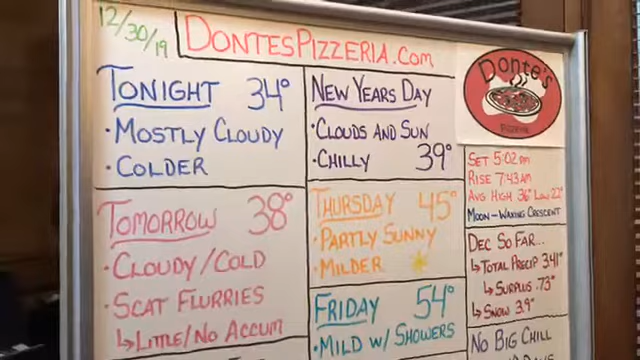 12/30/19
DONTESPIZZERIA.COM
TONIGHT 34°
• MOSTLY CLOUDY
• COLDER
TOMORROW 38°
• CLOUDY/COLD
• SCAT FLURRIES
↳ LITTLE/NO ACCUM
NEW YEARS DAY
• CLOUDS AND SUN
• CHILLY 39°
THURSDAY 45°
• PARTLY SUNNY
• MILDER
FRIDAY 54°
• MILD W/ SHOWERS
Donte's
PIZZERIA
SET 5:02 PM
RISE 7:43 AM
AVG HIGH 36° LOW 22°
MOON - WAXING CRESCENT
DEC SO FAR...
↳ TOTAL PRECIP 3.41"
↳ SURPLUS .73"
↳ SNOW 3.9"
NO BIG CHILL